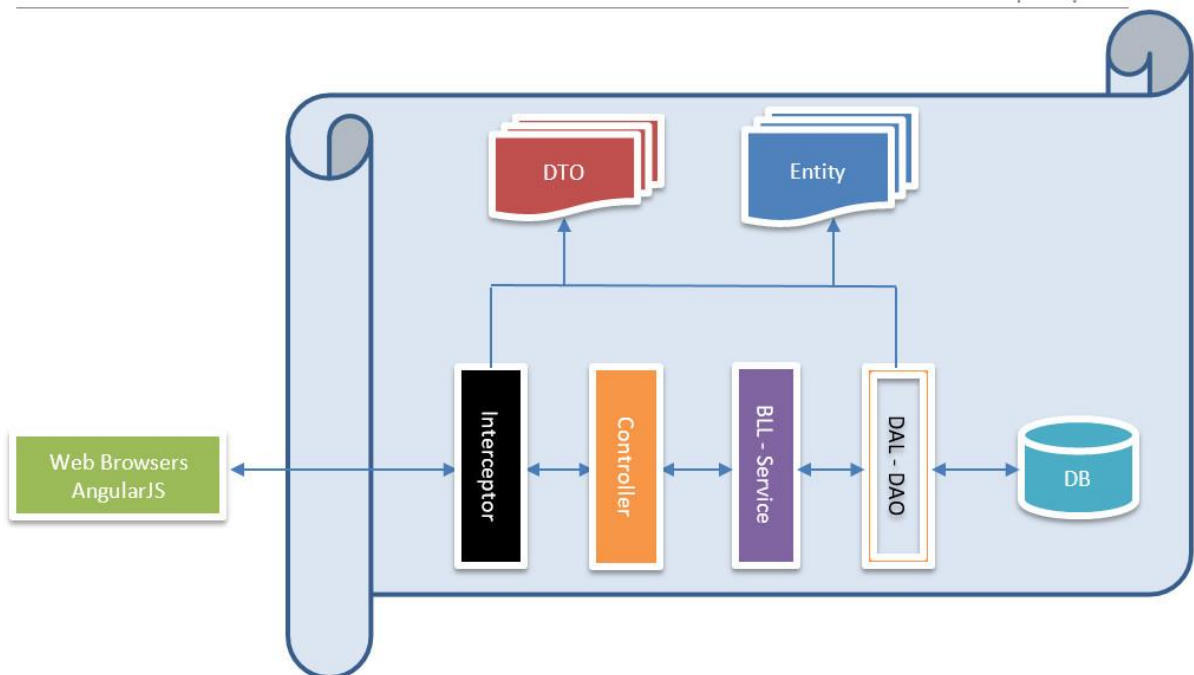 DTO
Entity
Web Browsers
AngularJS
Interceptor
Controller
BLL - Service
DAL - DAO
DB